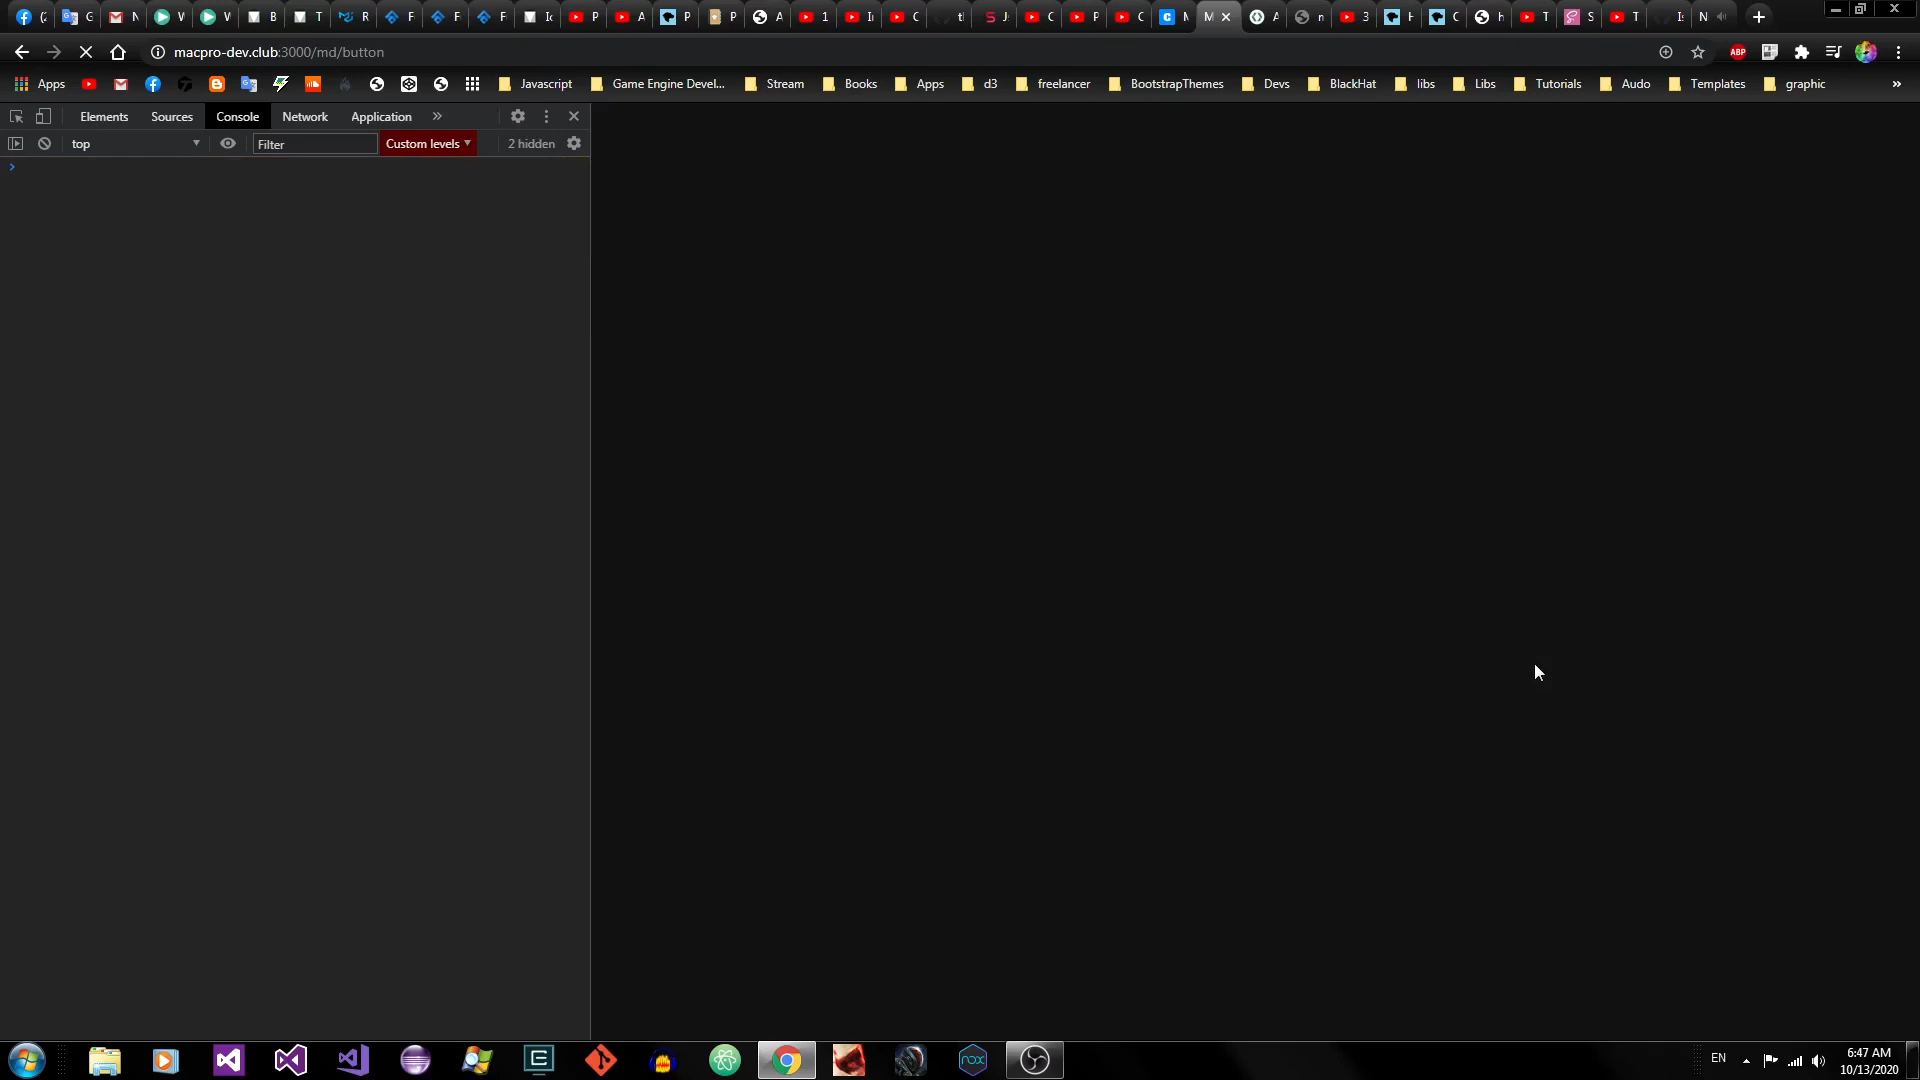 macpro-dev.club:3000/md/button
Apps
Javascript
Game Engine Devel...
Stream
Books
Apps
d3
freelancer
BootstrapThemes
Devs
BlackHat
libs
Libs
Tutorials
Audo
Templates
graphic
»
Elements
Sources
Console
Network
Application
»
top
Filter
Custom levels
2 hidden
ABP
nox
EN
6:47 AM
10/13/2020